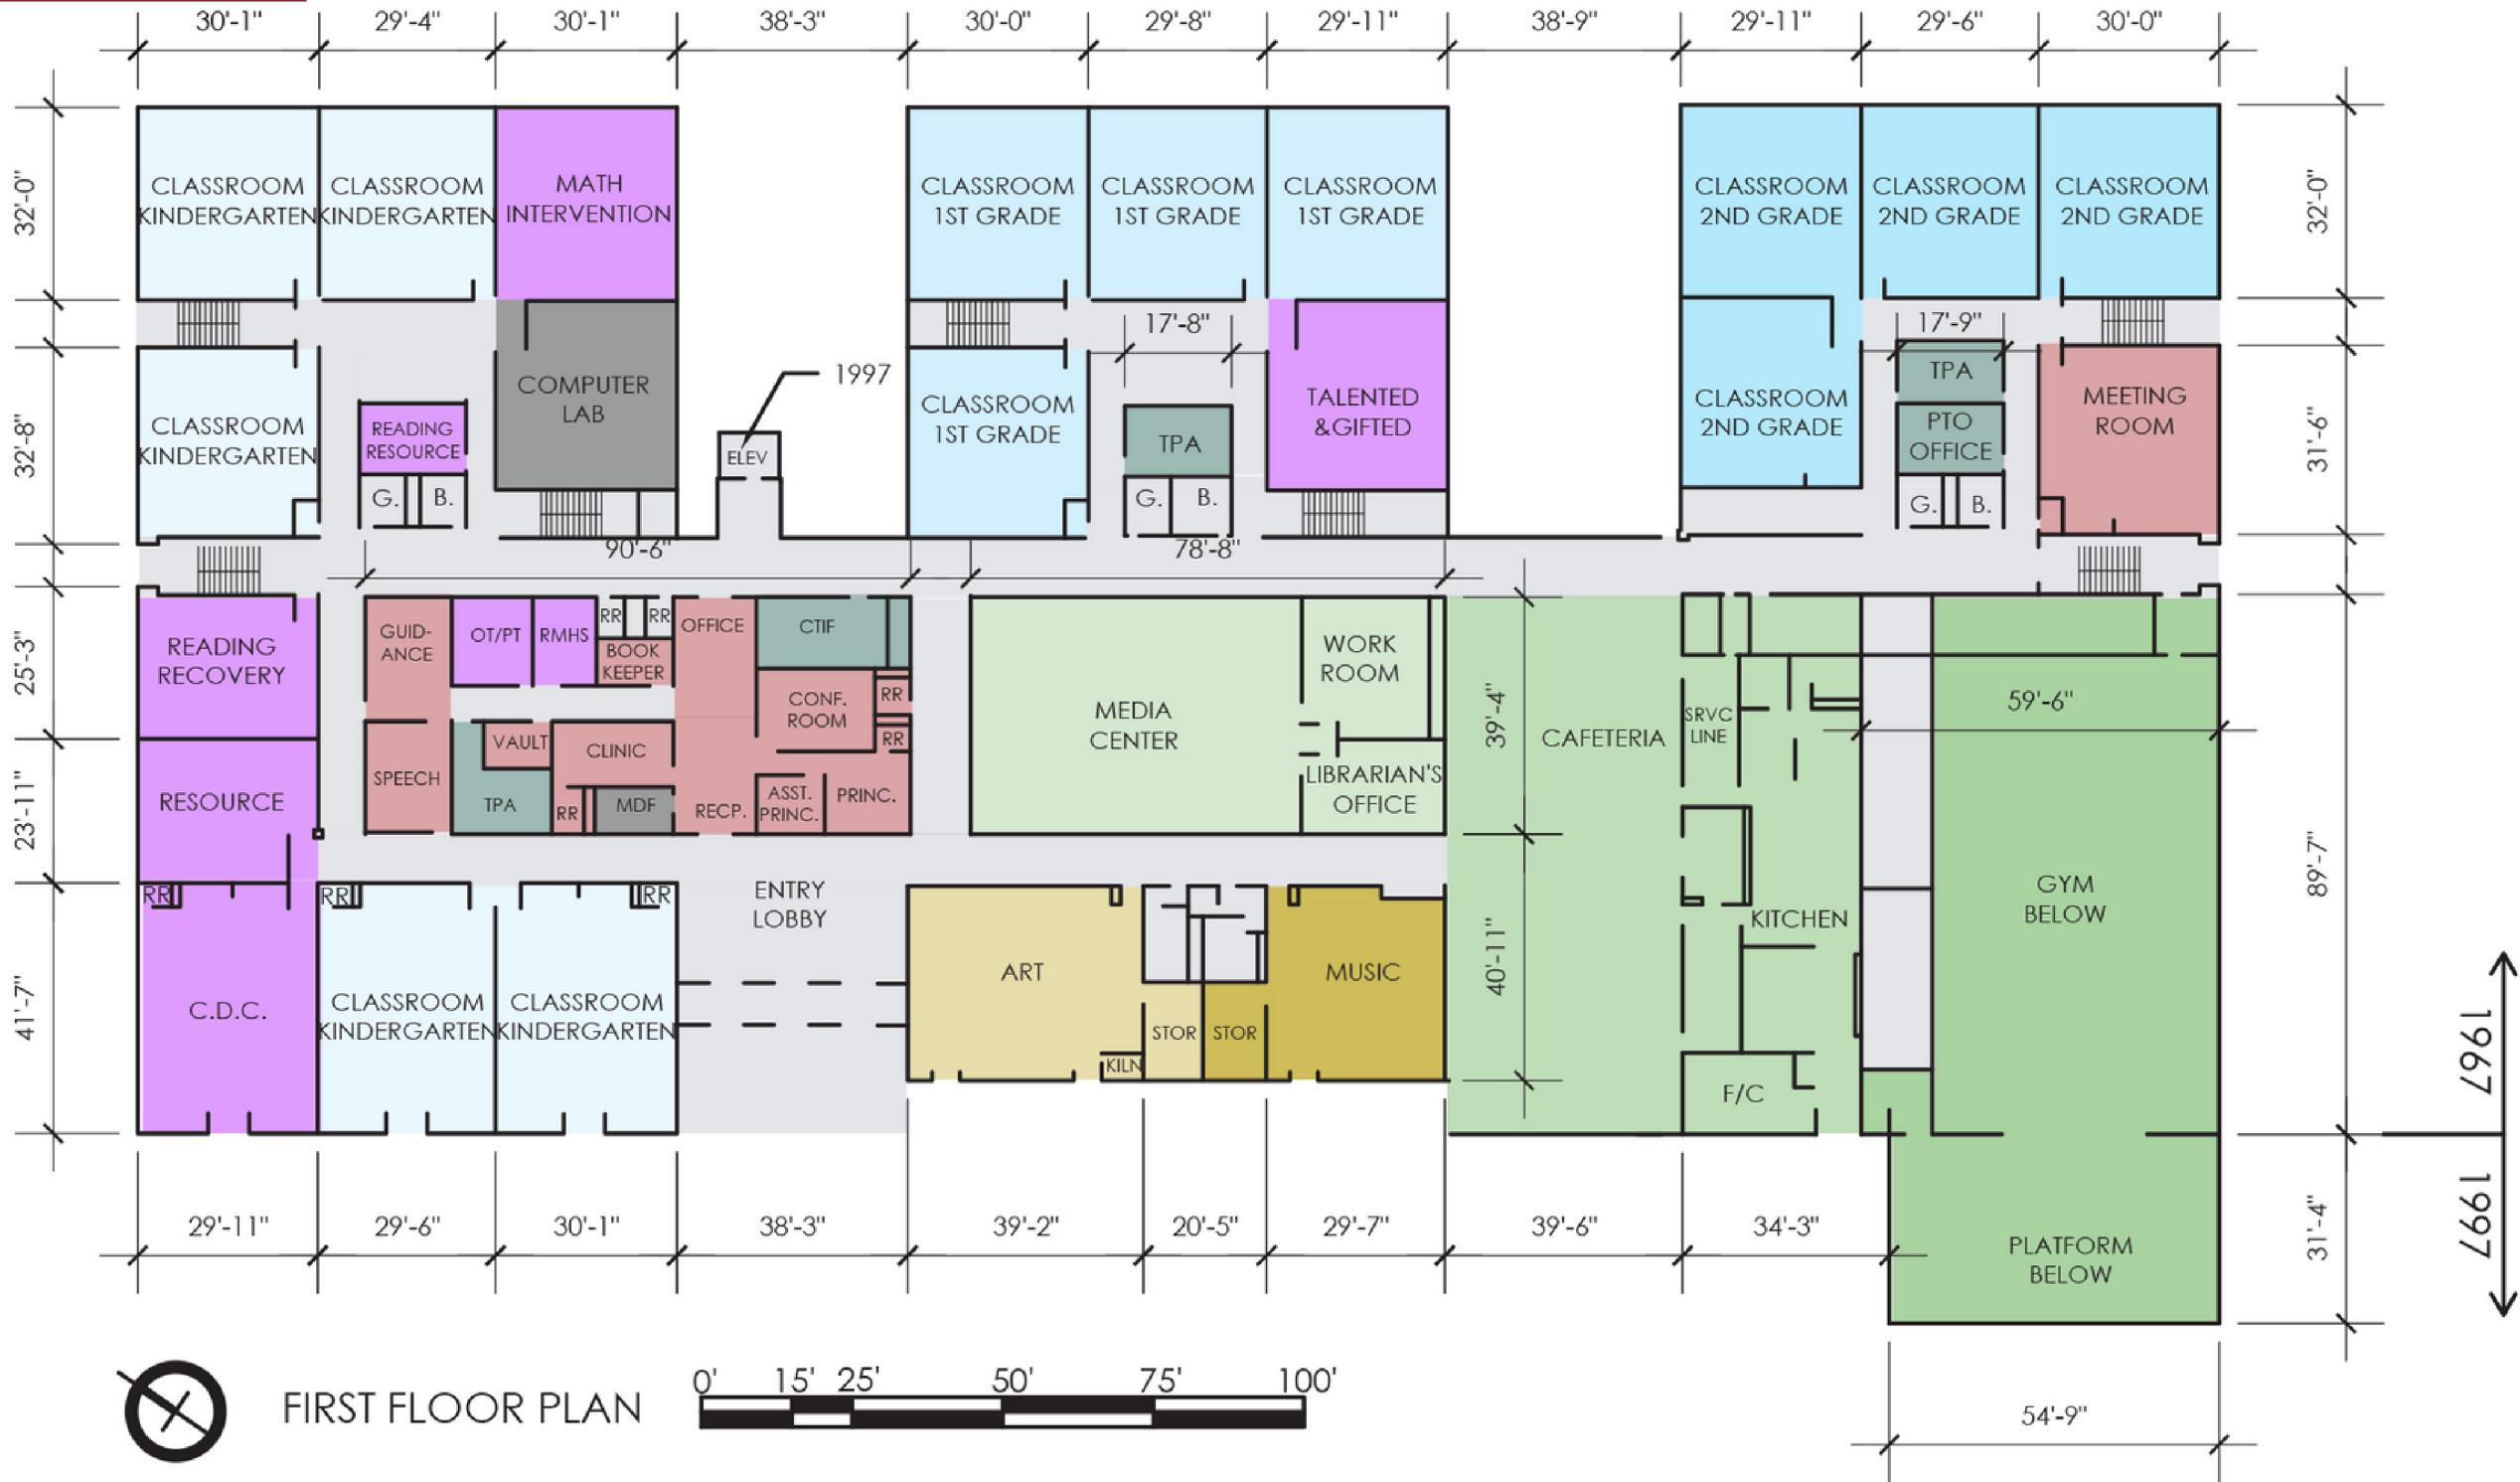 30'-1" 29'-4" 30'-1" 38'-3" 30'-0" 29'-8" 29'-11" 38'-9" 29'-11" 29'-6" 30'-0"
32'-0"
CLASSROOM
KINDERGARTEN
CLASSROOM
KINDERGARTEN
MATH
INTERVENTION
CLASSROOM
1ST GRADE
CLASSROOM
1ST GRADE
CLASSROOM
1ST GRADE
CLASSROOM
2ND GRADE
CLASSROOM
2ND GRADE
CLASSROOM
2ND GRADE
32'-0"
32'-8"
CLASSROOM
KINDERGARTEN
READING
RESOURCE
G. B.
COMPUTER
LAB
1997
ELEV
CLASSROOM
1ST GRADE
17'-8"
TPA
G. B.
TALENTED
&GIFTED
CLASSROOM
2ND GRADE
17'-9"
TPA
PTO
OFFICE
G. B.
MEETING
ROOM
31'-6"
90'-6"
78'-8"
25'-3"
READING
RECOVERY
GUID-
ANCE
OT/PT
RMHS
RR
RR
BOOK
KEEPER
OFFICE
CTIF
CONF.
ROOM
RR
RR
23'-11"
RESOURCE
SPEECH
VAULT
TPA
CLINIC
RR
MDF
RECP.
ASST.
PRINC.
PRINC.
MEDIA
CENTER
WORK
ROOM
LIBRARIAN'S
OFFICE
39'-4"
CAFETERIA
SRVC
LINE
59'-6"
GYM
BELOW
89'-7"
KITCHEN
F/C
41'-7"
RR
C.D.C.
RR
CLASSROOM
KINDERGARTEN
RR
CLASSROOM
KINDERGARTEN
ENTRY
LOBBY
ART
KILN
STOR
STOR
MUSIC
40'-11"
1967
1997
PLATFORM
BELOW
31'-4"
29'-11" 29'-6" 30'-1" 38'-3" 39'-2" 20'-5" 29'-7" 39'-6" 34'-3"
54'-9"
FIRST FLOOR PLAN
0' 15' 25' 50' 75' 100'